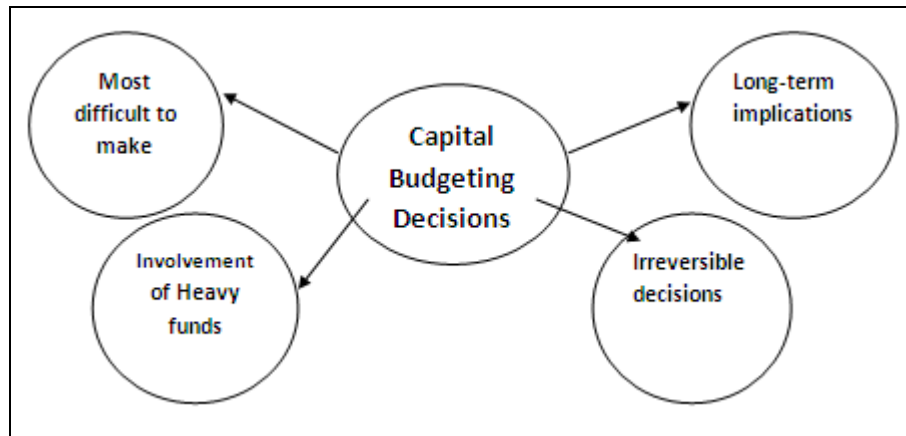 Most
difficult to
make
Capital
Budgeting
Decisions
Long-term
implications
Involvement
of Heavy
funds
Irreversible
decisions